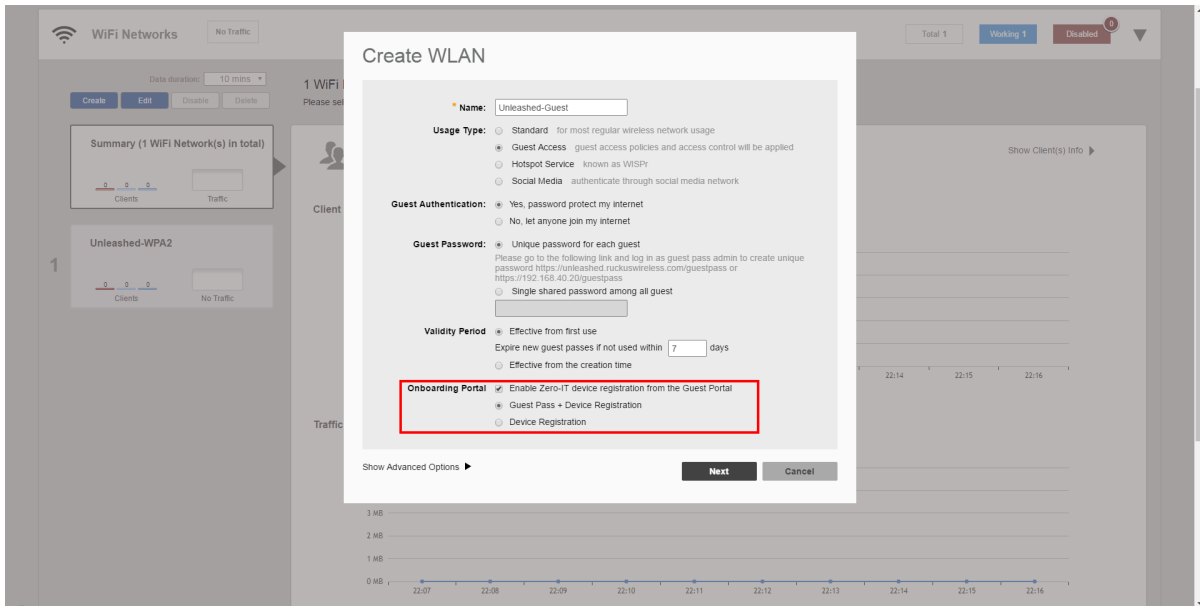 WiFi Networks
No Traffic
Total 1
Working 1
Disabled
0
Data duration: 10 mins
Create
Edit
Disable
Delete
1 WiFi
Please sel
Summary (1 WiFi Network(s) in total)
0 0 0
Clients
Traffic
Show Client(s) Info
Client
1
Unleashed-WPA2
0 0 0
Clients
No Traffic
Traffic
Create WLAN
* Name: Unleashed-Guest
Usage Type: Standard for most regular wireless network usage
Guest Access guest access policies and access control will be applied
Hotspot Service known as WISPr
Social Media authenticate through social media network
Guest Authentication: Yes, password protect my internet
No, let anyone join my internet
Guest Password: Unique password for each guest
Please go to the following link and log in as guest pass admin to create unique
password https://unleashed.ruckuswireless.com/guestpass or
https://192.168.40.20/guestpass
Single shared password among all guest
Validity Period Effective from first use
Expire new guest passes if not used within 7 days
Effective from the creation time
Onboarding Portal Enable Zero-IT device registration from the Guest Portal
Guest Pass + Device Registration
Device Registration
Show Advanced Options
Next
Cancel
22:14 22:15 22:16
3 MB
2 MB
1 MB
0 MB
22:07 22:08 22:09 22:10 22:11 22:12 22:13 22:14 22:15 22:16